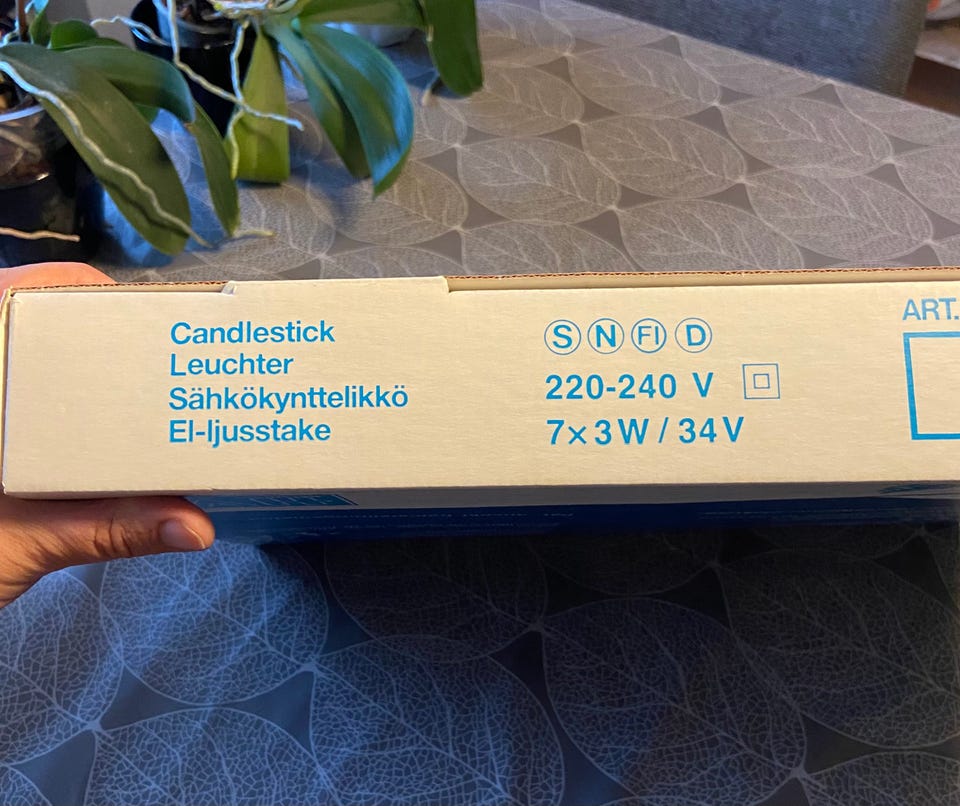 Candlestick
Leuchter
Sähkökynttelikkö
El-ljusstake
S N FI D
220-240 V
7×3W / 34V
ART.